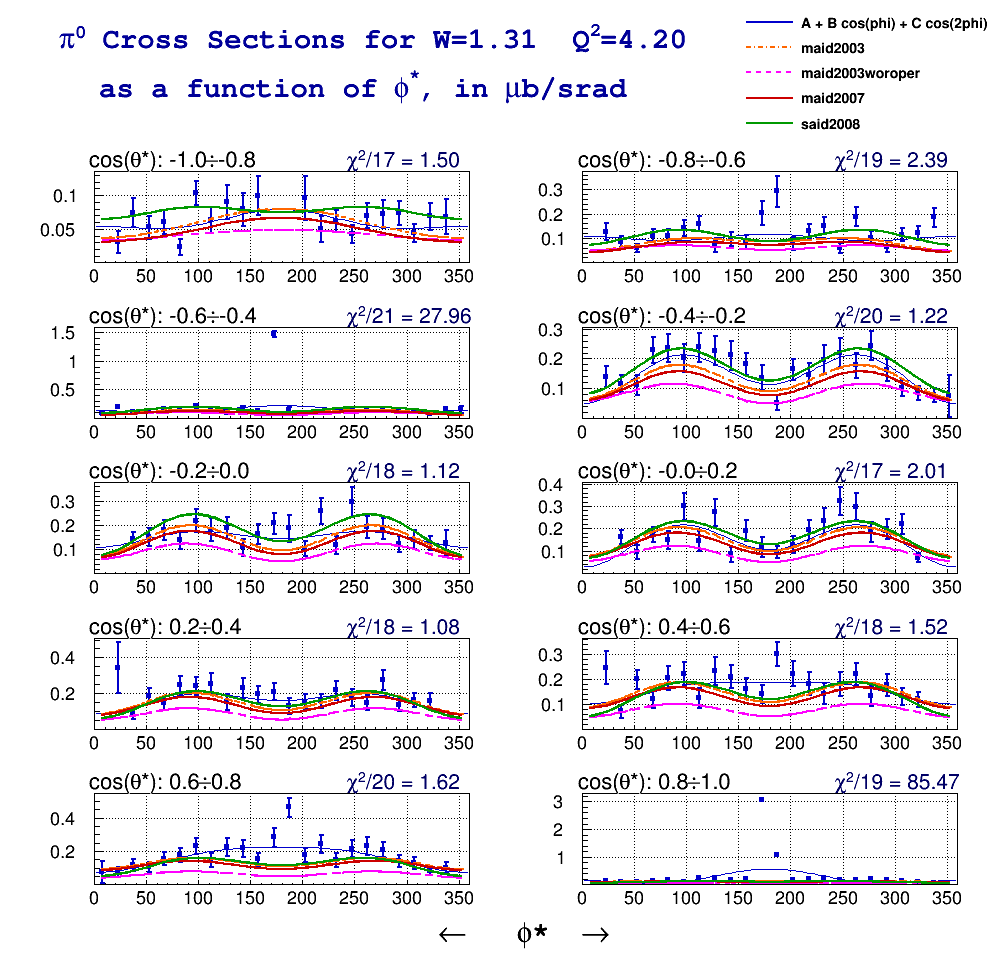 π⁰ Cross Sections for W=1.31 Q²=4.20
as a function of ϕ*, in μb/srad
A + B cos(phi) + C cos(2phi)
maid2003
maid2003woroper
maid2007
said2008
cos(θ*): -1.0÷-0.8 χ²/17 = 1.50
0.1
0.05
0 50 100 150 200 250 300 350
cos(θ*): -0.8÷-0.6 χ²/19 = 2.39
0.3
0.2
0.1
0 50 100 150 200 250 300 350
cos(θ*): -0.6÷-0.4 χ²/21 = 27.96
1.5
1
0.5
0 50 100 150 200 250 300 350
cos(θ*): -0.4÷-0.2 χ²/20 = 1.22
0.3
0.2
0.1
0 50 100 150 200 250 300 350
cos(θ*): -0.2÷0.0 χ²/18 = 1.12
0.3
0.2
0.1
0 50 100 150 200 250 300 350
cos(θ*): -0.0÷0.2 χ²/17 = 2.01
0.4
0.3
0.2
0.1
0 50 100 150 200 250 300 350
cos(θ*): 0.2÷0.4 χ²/18 = 1.08
0.4
0.2
0 50 100 150 200 250 300 350
cos(θ*): 0.4÷0.6 χ²/18 = 1.52
0.3
0.2
0.1
0 50 100 150 200 250 300 350
cos(θ*): 0.6÷0.8 χ²/20 = 1.62
0.4
0.2
0 50 100 150 200 250 300 350
cos(θ*): 0.8÷1.0 χ²/19 = 85.47
3
2
1
0 50 100 150 200 250 300 350
← ϕ* →